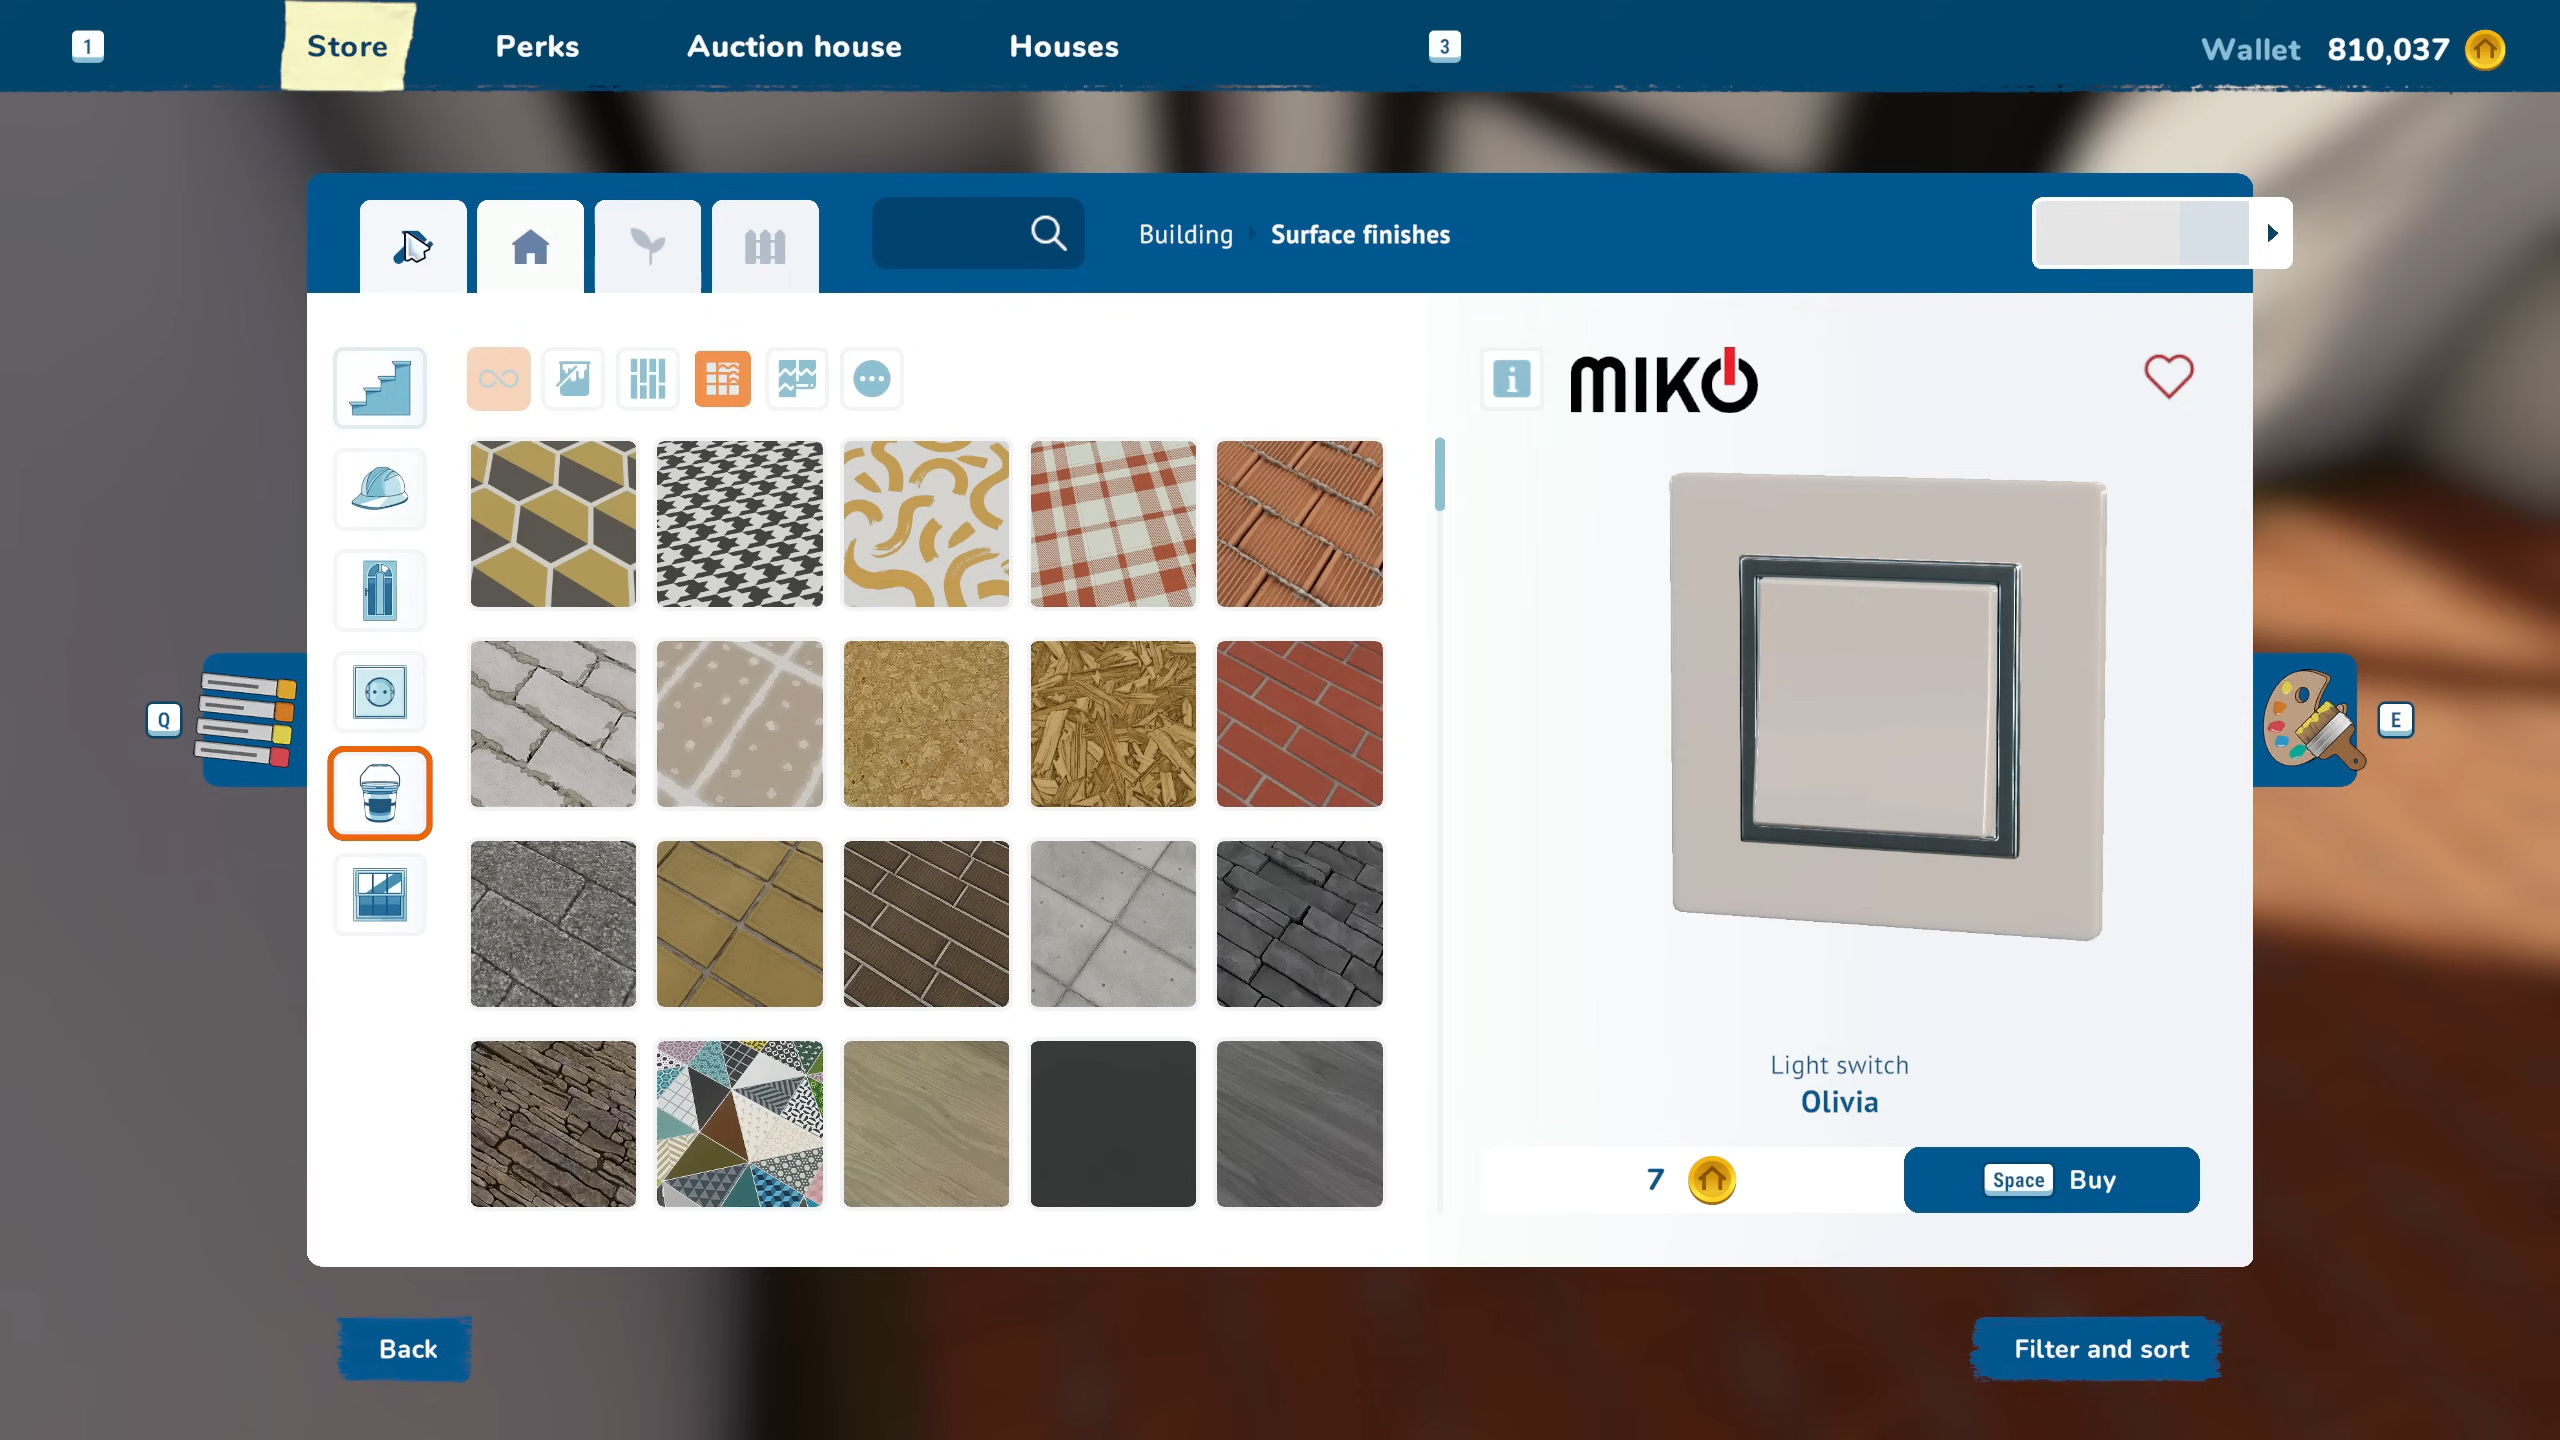 1
Store
Perks
Auction house
Houses
3
Wallet 810,037
Building
Surface finishes
MIKO
Q
E
Light switch
Olivia
7
Space Buy
Back
Filter and sort